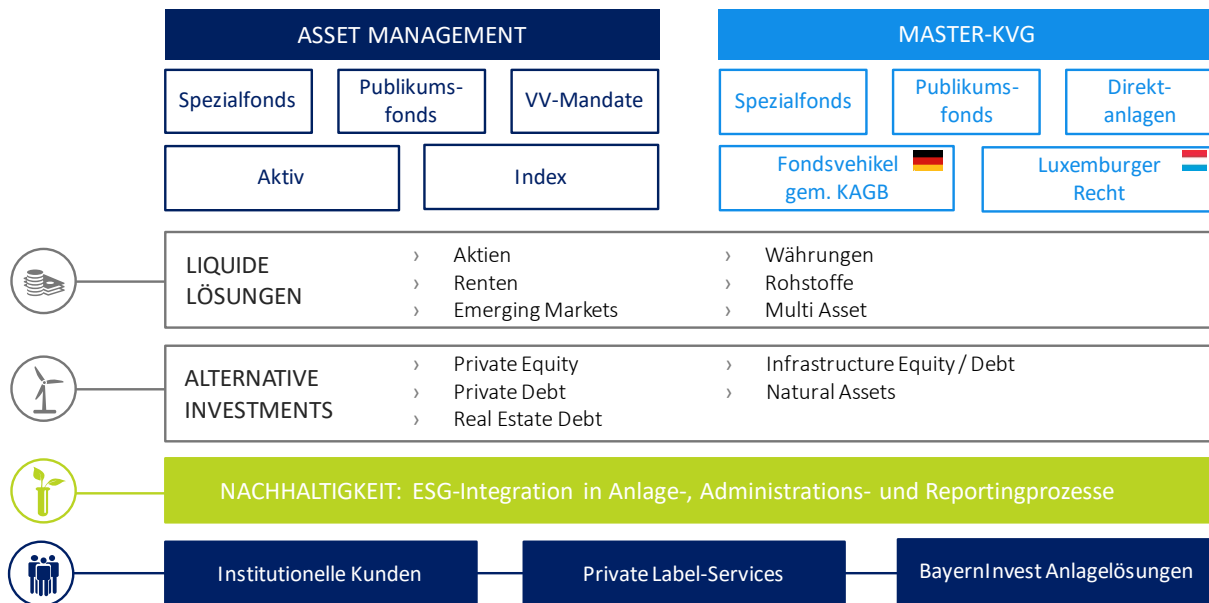 ASSET MANAGEMENT
MASTER-KVG
Spezialfonds
Publikums-
fonds
VV-Mandate
Spezialfonds
Publikums-
fonds
Direkt-
anlagen
Aktiv
Index
Fondsvehikel
gem. KAGB
Luxemburger
Recht
LIQUIDE
LÖSUNGEN
› Aktien
› Renten
› Emerging Markets
› Währungen
› Rohstoffe
› Multi Asset
ALTERNATIVE
INVESTMENTS
› Private Equity
› Private Debt
› Real Estate Debt
› Infrastructure Equity / Debt
› Natural Assets
NACHHALTIGKEIT: ESG-Integration in Anlage-, Administrations- und Reportingprozesse
Institutionelle Kunden
Private Label-Services
BayernInvest Anlagelösungen